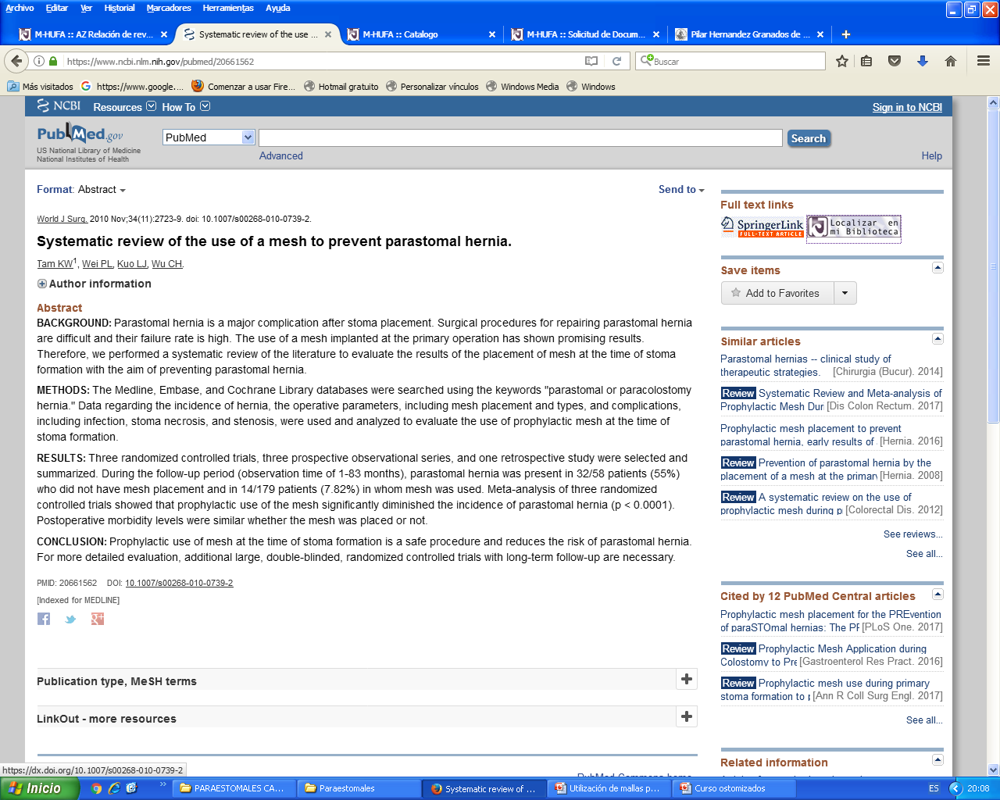 Archivo Editar Ver Historial Marcadores Herramientas Ayuda
M-HUFA :: AZ Relación de rev... × Systematic review of the use ... × M-HUFA :: Catalogo × M-HUFA :: Solicitud de Docum... × Pilar Hernandez Granados de ... × +
https://www.ncbi.nlm.nih.gov/pubmed/20661562 Buscar
Más visitados https://www.google.... Comenzar a usar Fire... Hotmail gratuito Personalizar vínculos Windows Media Windows
NCBI Resources How To Sign in to NCBI
PubMed.gov
US National Library of Medicine
National Institutes of Health
PubMed Search
Advanced Help
Format: Abstract Send to
World J Surg. 2010 Nov;34(11):2723-9. doi: 10.1007/s00268-010-0739-2.
Systematic review of the use of a mesh to prevent parastomal hernia.
Tam KW1, Wei PL, Kuo LJ, Wu CH.
Author information
Abstract
BACKGROUND: Parastomal hernia is a major complication after stoma placement. Surgical procedures for repairing parastomal hernia
are difficult and their failure rate is high. The use of a mesh implanted at the primary operation has shown promising results.
Therefore, we performed a systematic review of the literature to evaluate the results of the placement of mesh at the time of stoma
formation with the aim of preventing parastomal hernia.
METHODS: The Medline, Embase, and Cochrane Library databases were searched using the keywords "parastomal or paracolostomy
hernia." Data regarding the incidence of hernia, the operative parameters, including mesh placement and types, and complications,
including infection, stoma necrosis, and stenosis, were used and analyzed to evaluate the use of prophylactic mesh at the time of
stoma formation.
RESULTS: Three randomized controlled trials, three prospective observational series, and one retrospective study were selected and
summarized. During the follow-up period (observation time of 1-83 months), parastomal hernia was present in 32/58 patients (55%)
who did not have mesh placement and in 14/179 patients (7.82%) in whom mesh was used. Meta-analysis of three randomized
controlled trials showed that prophylactic use of the mesh significantly diminished the incidence of parastomal hernia (p < 0.0001).
Postoperative morbidity levels were similar whether the mesh was placed or not.
CONCLUSION: Prophylactic use of mesh at the time of stoma formation is a safe procedure and reduces the risk of parastomal hernia.
For more detailed evaluation, additional large, double-blinded, randomized controlled trials with long-term follow-up are necessary.
PMID: 20661562 DOI: 10.1007/s00268-010-0739-2
[Indexed for MEDLINE]
Publication type, MeSH terms
LinkOut - more resources
Full text links
SpringerLink
FULL-TEXT ARTICLE
Localizar en
mi Biblioteca
Save items
Add to Favorites
Similar articles
Parastomal hernias -- clinical study of
therapeutic strategies. [Chirurgia (Bucur). 2014]
Review Systematic Review and Meta-analysis of
Prophylactic Mesh Dur [Dis Colon Rectum. 2017]
Prophylactic mesh placement to prevent
parastomal hernia, early results of [Hernia. 2016]
Review Prevention of parastomal hernia by the
placement of a mesh at the primar [Hernia. 2008]
Review A systematic review on the use of
prophylactic mesh during p [Colorectal Dis. 2012]
See reviews...
See all...
Cited by 12 PubMed Central articles
Prophylactic mesh placement for the PREvention
of paraSTOmal hernias: The PF [PLoS One. 2017]
Review Prophylactic Mesh Application during
Colostomy to Pre [Gastroenterol Res Pract. 2016]
Review Prophylactic mesh use during primary
stoma formation to [Ann R Coll Surg Engl. 2017]
See all...
Related information
https://dx.doi.org/10.1007/s00268-010-0739-2
Inicio » PARAESTOMALES CA... Paraestomales Systematic review of ... Utilización de mallas p... Curso ostomizados ES 20:08